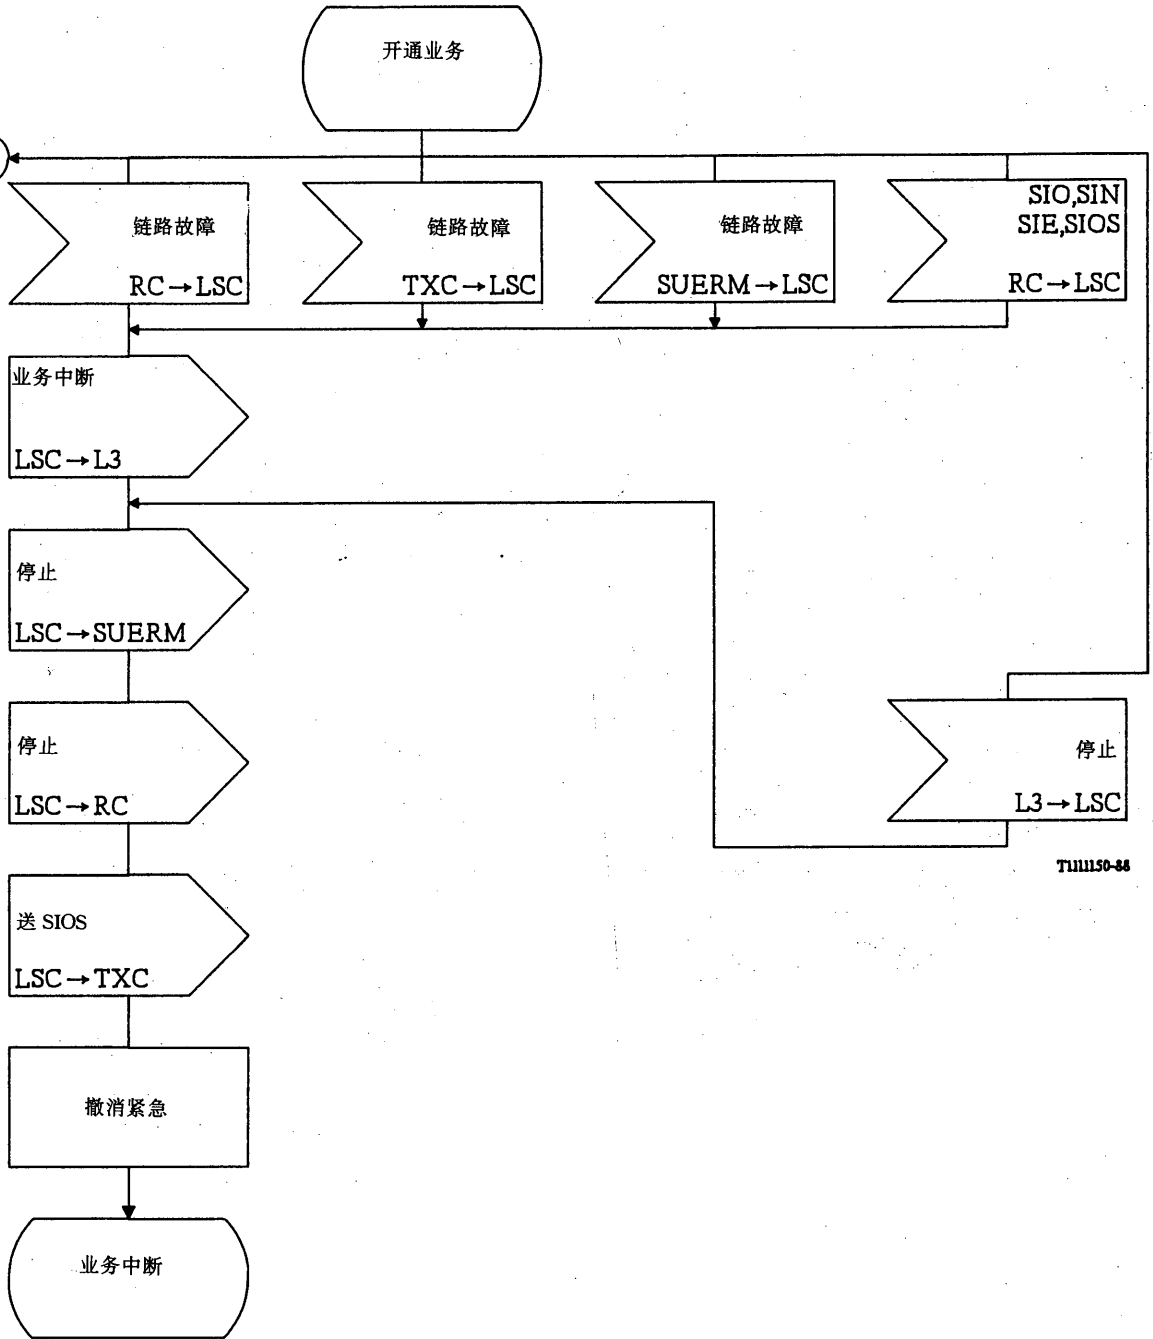 开通业务
链路故障
RC→LSC
链路故障
TXC→LSC
链路故障
SUERM→LSC
SIO,SIN
SIE,SIOS
RC→LSC
业务中断
LSC→L3
停止
LSC→SUERM
停止
LSC→RC
停止
L3→LSC
T1111150-88
送 SIOS
LSC→TXC
撤消紧急
业务中断